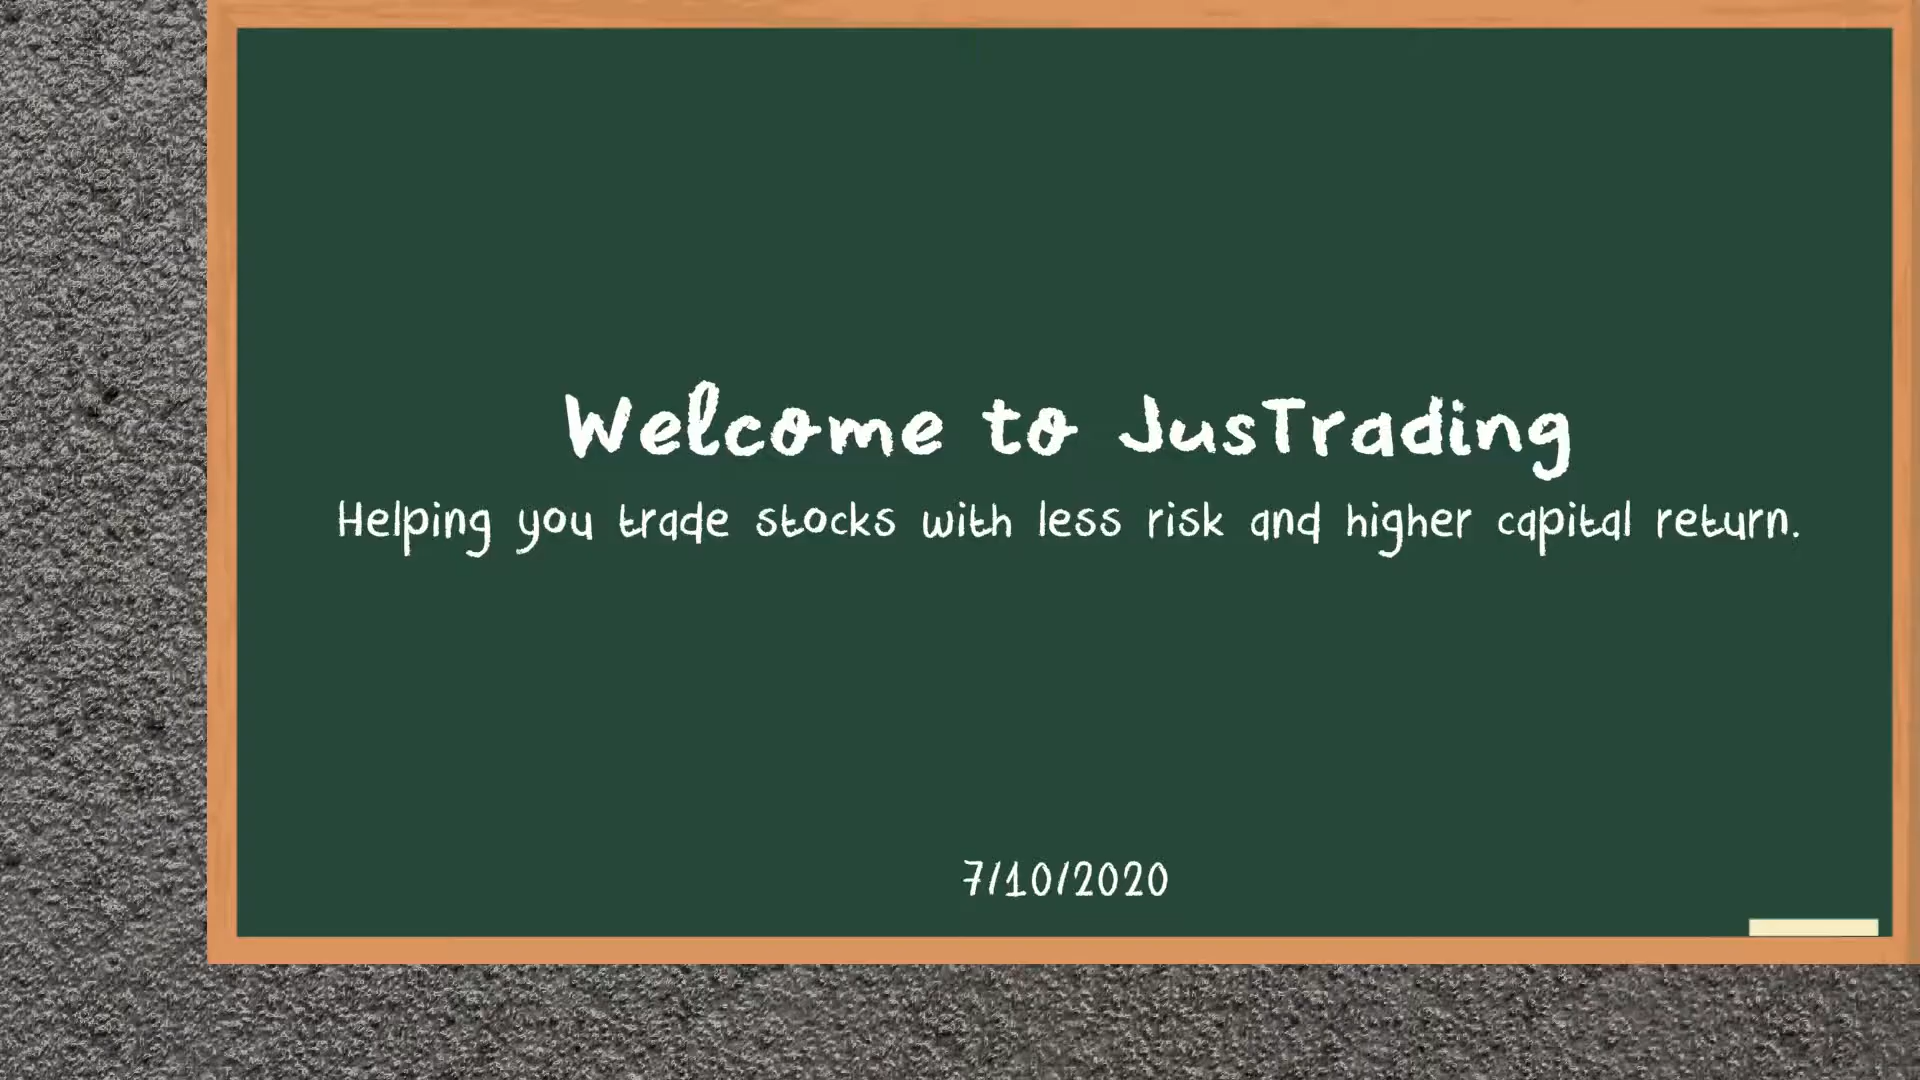 Welcome to JusTrading
Helping you trade stocks with less risk and higher capital return.
7/10/2020